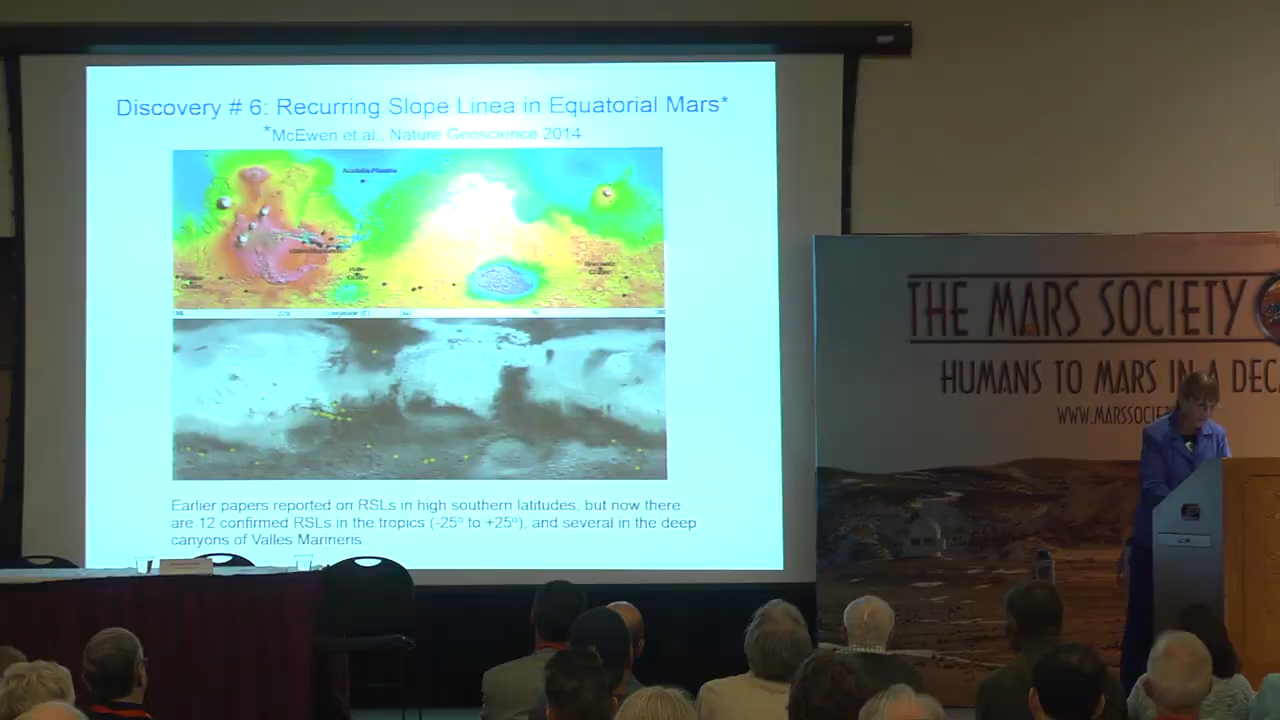 Discovery # 6: Recurring Slope Linea in Equatorial Mars*
*McEwen et al., Nature Geoscience 2014
Acidalia Planitia
Earlier papers reported on RSLs in high southern latitudes, but now there
are 12 confirmed RSLs in the tropics (-25° to +25°), and several in the deep
canyons of Valles Marineris
THE MARS SOCIETY
HUMANS TO MARS IN A DEC
WWW.MARSSOCIET